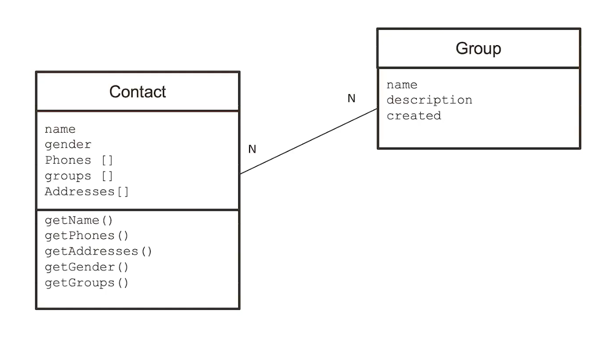 Group
name
description
created
N
N
Contact
name
gender
Phones []
groups []
Addresses[]
getName()
getPhones()
getAddresses()
getGender()
getGroups()